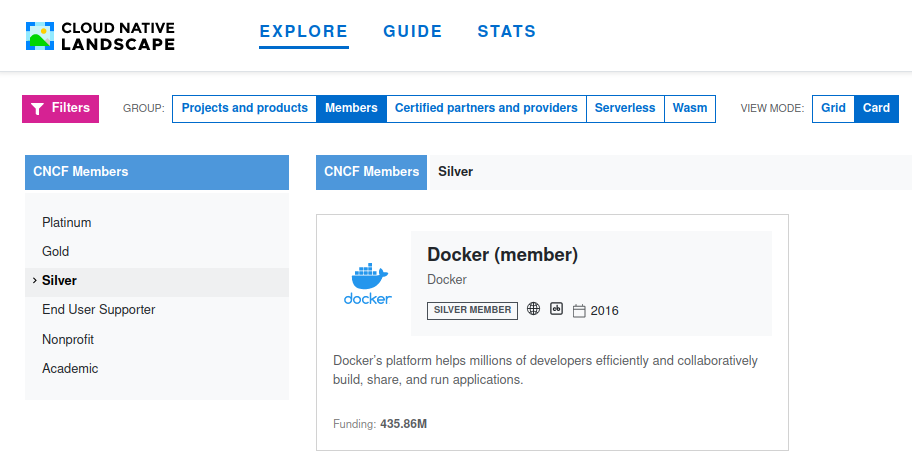 CLOUD NATIVE
LANDSCAPE
EXPLORE
GUIDE
STATS
Filters
GROUP:
Projects and products
Members
Certified partners and providers
Serverless
Wasm
VIEW MODE:
Grid
Card
CNCF Members
Platinum
Gold
› Silver
End User Supporter
Nonprofit
Academic
CNCF Members
Silver
docker
Docker (member)
Docker
SILVER MEMBER
cb
2016
Docker’s platform helps millions of developers efficiently and collaboratively
build, share, and run applications.
Funding: 435.86M